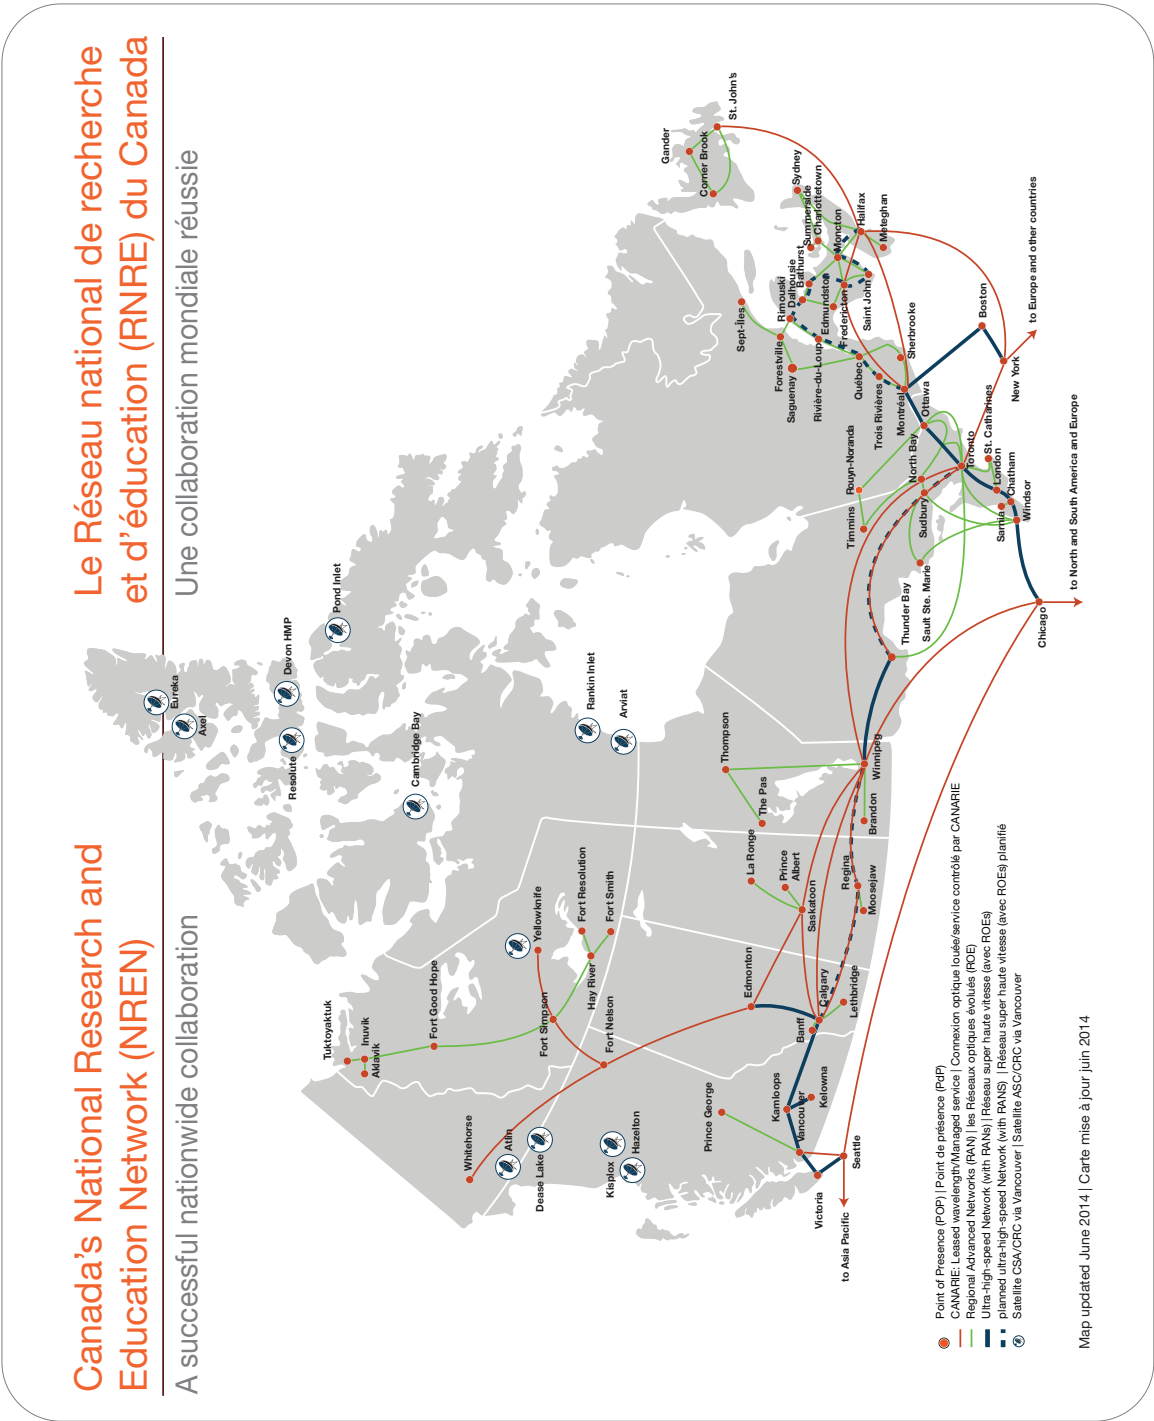 Canada's National Research and
Education Network (NREN)
A successful nationwide collaboration
Le Réseau national de recherche
et d'éducation (RNRE) du Canada
Une collaboration mondiale réussie
Eureka
Axel
Devon HMP
Resolute
Pond Inlet
Cambridge Bay
Rankin Inlet
Arviat
Tuktoyaktuk
Inuvik
Aklavik
Fort Good Hope
Yellowknife
Fort Resolution
Fort Smith
Hay River
Fort Simpson
Fort Nelson
Whitehorse
Atlin
Dease Lake
Kisplox
Hazelton
Prince George
Edmonton
Kamloops
Vancouver
Kelowna
Victoria
Seattle
to Asia Pacific
Banff
Calgary
Lethbridge
La Ronge
Prince
Albert
Saskatoon
Regina
Moosejaw
The Pas
Thompson
Brandon
Winnipeg
Thunder Bay
Sault Ste. Marie
Timmins
Rouyn-Noranda
Sudbury
North Bay
Ottawa
Toronto
St. Catharines
London
Chatham
Sarnia
Windsor
Chicago
to North and South America and Europe
New York
Boston
to Europe and other countries
Montréal
Sherbrooke
Trois Rivières
Québec
Rivière-du-Loup
Saguenay
Forestville
Sept-Îles
Rimouski
Dalhousie
Bathurst
Edmundston
Fredericton
Saint John
Moncton
Summerside
Charlottetown
Sydney
Halifax
Meteghan
Gander
Corner Brook
St. John's
Point of Presence (POP) | Point de présence (PdP)
CANARIE: Leased wavelength/Managed service | Connexion optique louée/service contrôlé par CANARIE
Regional Advanced Networks (RAN) | les Réseaux optiques évolués (ROE)
Ultra-high-speed Network (with RANs) | Réseau super haute vitesse (avec ROEs)
planned ultra-high-speed Network (with RANS) | Réseau super haute vitesse (avec ROEs) planifié
Satellite CSA/CRC via Vancouver | Satellite ASC/CRC via Vancouver
Map updated June 2014 | Carte mise à jour juin 2014